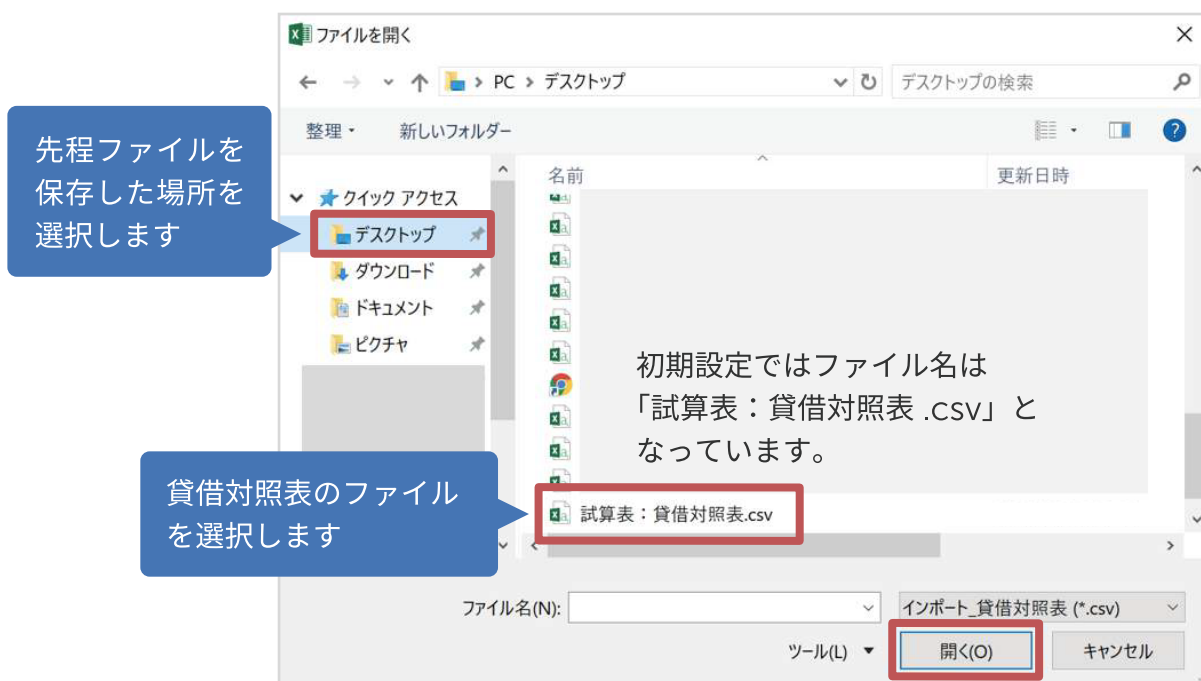 ファイルを開く
PC > デスクトップ
デスクトップの検索
整理
新しいフォルダー
?
先程ファイルを
保存した場所を
選択します
名前
更新日時
クイック アクセス
デスクトップ
ダウンロード
ドキュメント
ピクチャ
初期設定ではファイル名は
「試算表：貸借対照表 .csv」と
なっています。
貸借対照表のファイル
を選択します
試算表：貸借対照表.csv
ファイル名(N):
インポート_貸借対照表 (*.csv)
ツール(L)
開く(O)
キャンセル